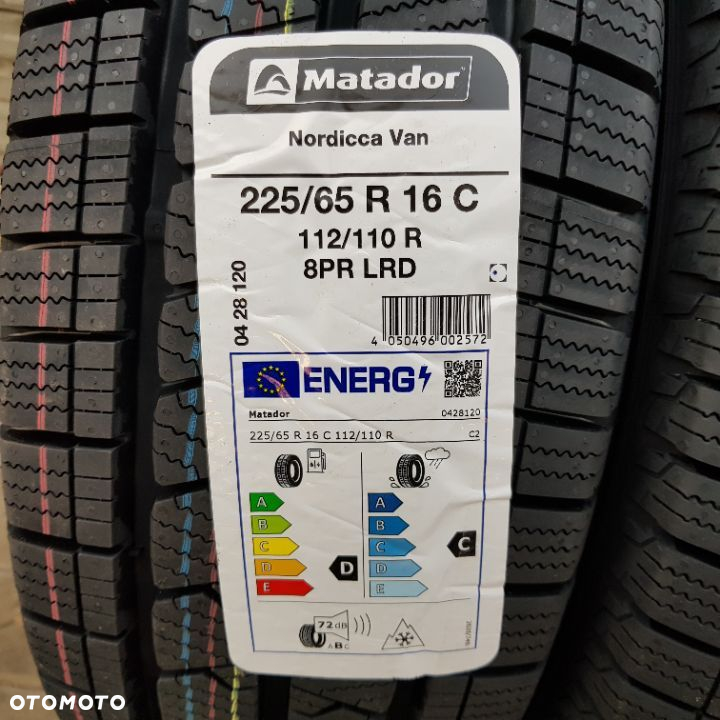 Matador
Nordicca Van
225/65 R 16 C
112/110 R
8PR LRD
04 28 120
4 050496 002572
ENERG
Matador 0428120
225/65 R 16 C 112/110 R C2
A
B
C
D
E
D
A
B
C
D
E
C
72 dB
ABC
OTOMOTO